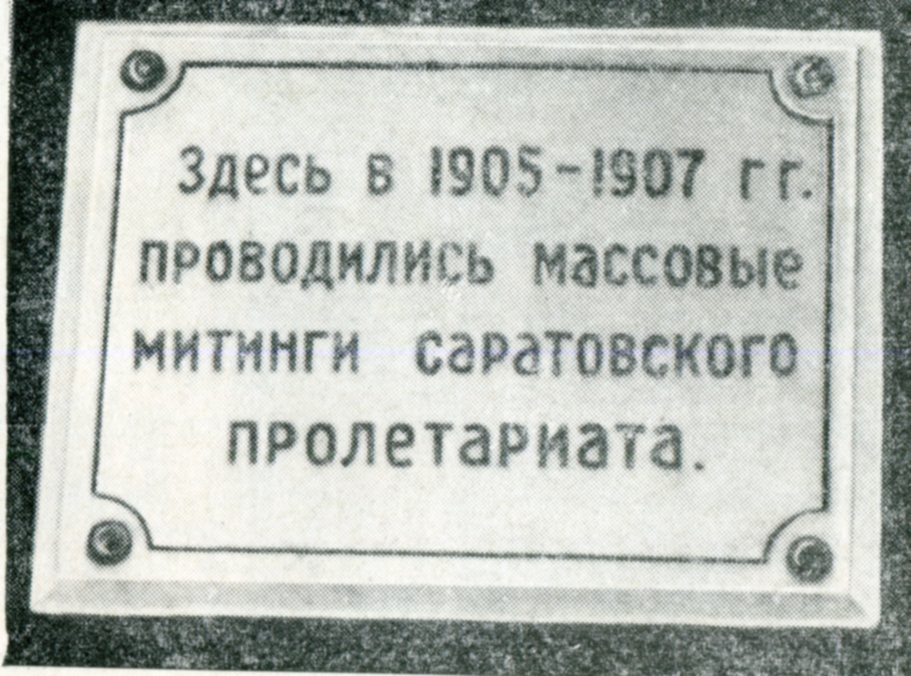 Здесь в 1905-1907 гг.
проводились массовые
митинги саратовского
пролетариата.